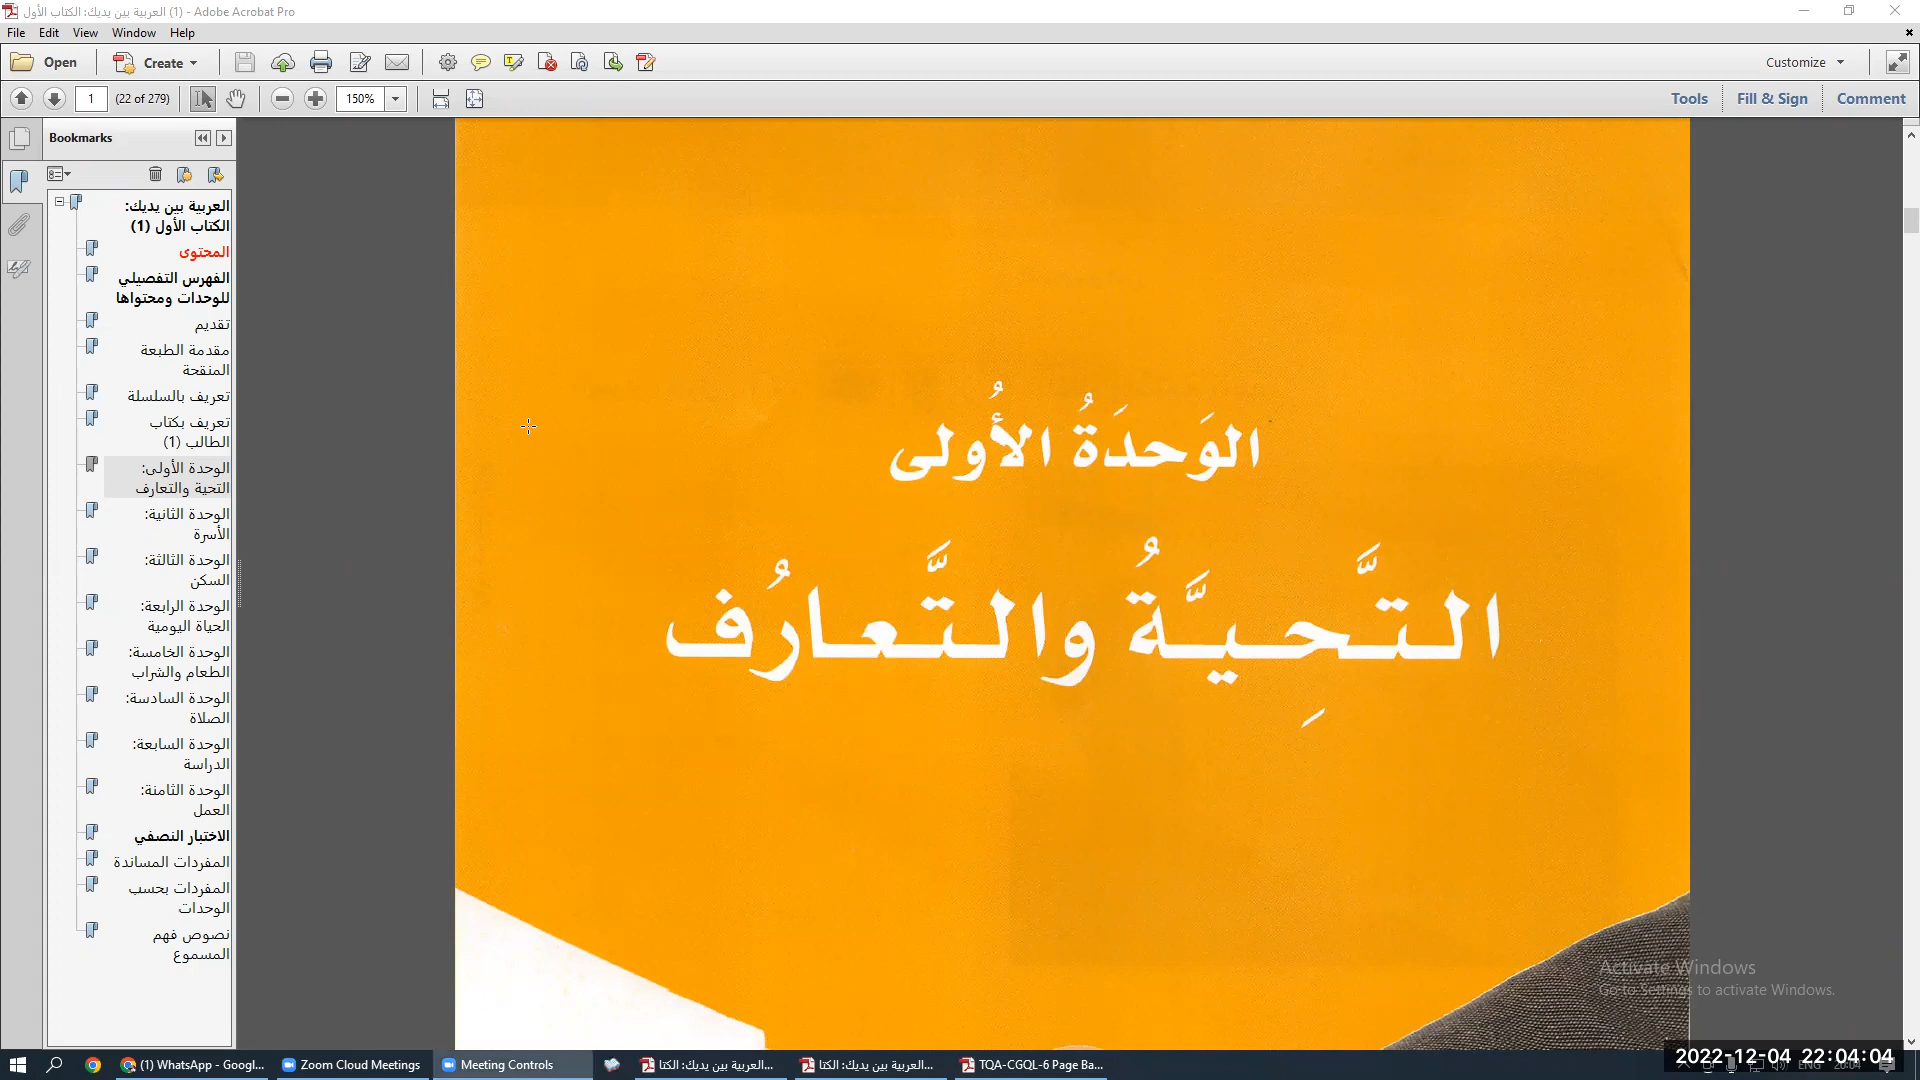 العربية بين يديك: الكتاب الأول (1) - Adobe Acrobat Pro
File Edit View Window Help
Open Create Customize
1 (22 of 279) 150% Tools Fill & Sign Comment
Bookmarks
العربية بين يديك:
الكتاب الأول (1)
المحتوى
الفهرس التفصيلي
للوحدات ومحتواها
تقديم
مقدمة الطبعة
المنقحة
تعريف بالسلسلة
تعريف بكتاب
الطالب (1)
الوحدة الأولى:
التحية والتعارف
الوحدة الثانية:
الأسرة
الوحدة الثالثة:
السكن
الوحدة الرابعة:
الحياة اليومية
الوحدة الخامسة:
الطعام والشراب
الوحدة السادسة:
الصلاة
الوحدة السابعة:
الدراسة
الوحدة الثامنة:
العمل
الاختبار النصفي
المفردات المساندة
المفردات بحسب
الوحدات
نصوص فهم
المسموع
الوَحدَةُ الأُولى
التَّحِيَّةُ والتَّعارُف
Activate Windows
Go to Settings to activate Windows.
(1) WhatsApp - Googl... Zoom Cloud Meetings Meeting Controls العربية بين يديك: الكتا... العربية بين يديك: الكتا... TQA-CGQL-6 Page Ba...
2022-12-04 22:04:04